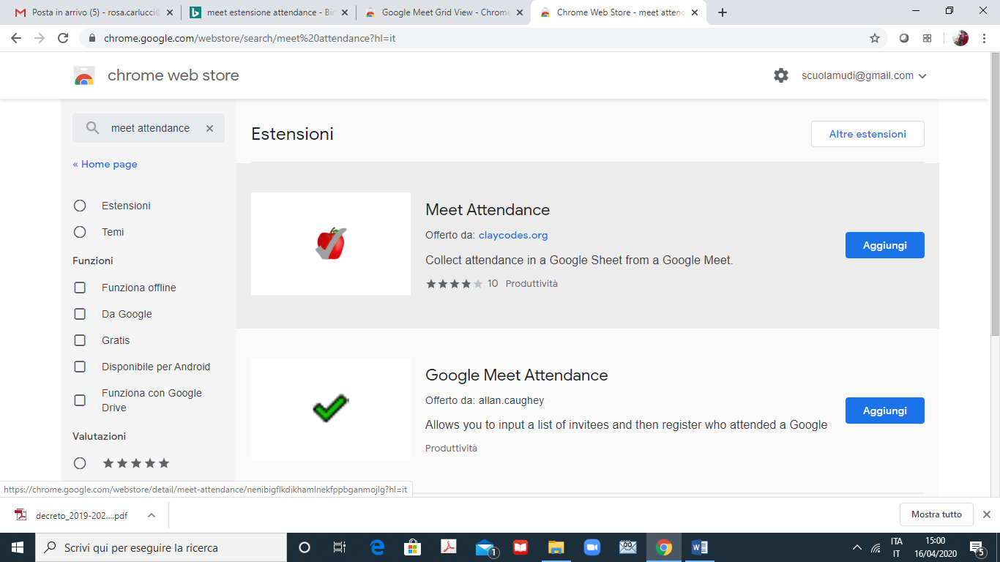 Posta in arrivo (5) - rosa.carlucci@
meet estensione attendance - Bin
Google Meet Grid View - Chrome
Chrome Web Store - meet attend
chrome.google.com/webstore/search/meet%20attendance?hl=it
chrome web store
scuolamudi@gmail.com
meet attendance
« Home page
Estensioni
Temi
Funzioni
Funziona offline
Da Google
Gratis
Disponibile per Android
Funziona con Google
Drive
Valutazioni
Estensioni
Altre estensioni
Meet Attendance
Offerto da: claycodes.org
Collect attendance in a Google Sheet from a Google Meet.
10 Produttività
Aggiungi
Google Meet Attendance
Offerto da: allan.caughey
Allows you to input a list of invitees and then register who attended a Google
Produttività
Aggiungi
https://chrome.google.com/webstore/detail/meet-attendance/nenibigflkdikhamlnekfppbganmojlg?hl=it
decreto_2019-202....pdf
Mostra tutto
Scrivi qui per eseguire la ricerca
1
ITA
IT
15:00
16/04/2020
5